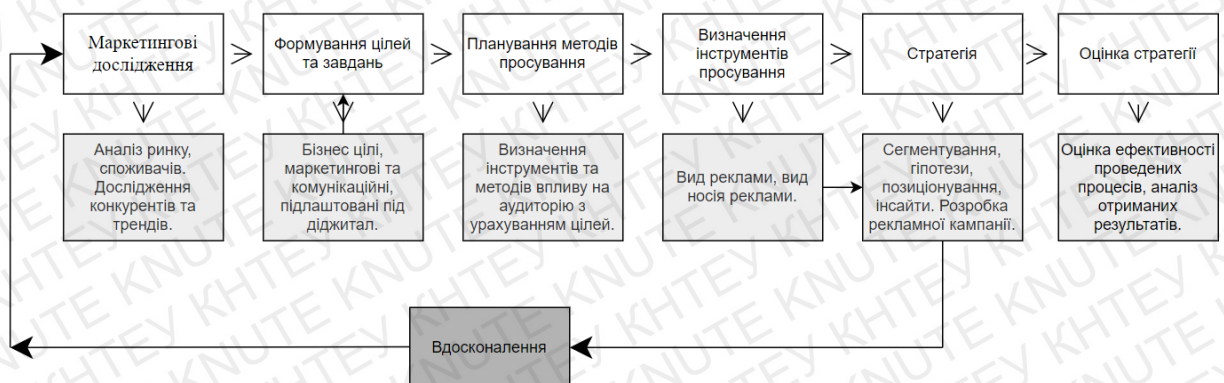 Маркетингові
дослідження
Формування цілей
та завдань
Планування методів
просування
Визначення
інструментів
просування
Стратегія
Оцінка стратегії
Аналіз ринку,
споживачів.
Дослідження
конкурентів та
трендів.
Бізнес цілі,
маркетингові та
комунікаційні,
підлаштовані під
діджитал.
Визначення
інструментів та
методів впливу на
аудиторію з
урахуванням цілей.
Вид реклами, вид
носія реклами.
Сегментування,
гіпотези,
позиціонування,
інсайти. Розробка
рекламної кампанії.
Оцінка ефективності
проведених
процесів, аналіз
отриманих
результатів.
Вдосконалення